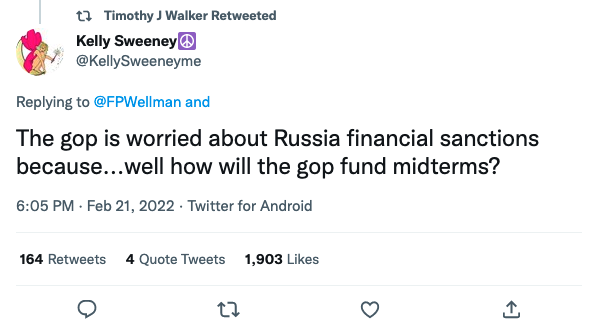 Timothy J Walker Retweeted
Kelly Sweeney☮️
@KellySweeneyme
Replying to @FPWellman and
The gop is worried about Russia financial sanctions
because...well how will the gop fund midterms?
6:05 PM · Feb 21, 2022 · Twitter for Android
164 Retweets 4 Quote Tweets 1,903 Likes